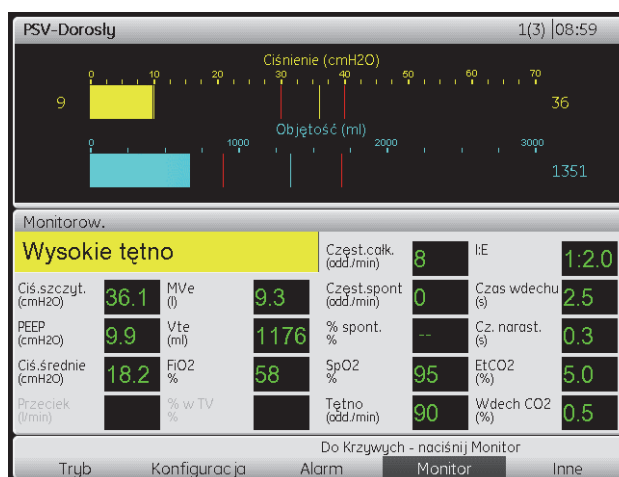 PSV-Dorosly 1(3) |08:59
Ciśnienie (cmH2O)
0 10 20 30 40 50 60 70
9 36
Objętość (ml)
0 1000 2000 3000
1351
Monitorow.
Wysokie tętno
Częst.całk. (odd./min) 8 I:E 1:2.0
Ciś.szczyt. (cmH2O) 36.1 MVe (l) 9.3 Częst.spont (odd./min) 0 Czas wdechu (s) 2.5
PEEP (cmH2O) 9.9 Vte (ml) 1176 % spont. % -- Cz. narast. (s) 0.3
Ciś.średnie (cmH2O) 18.2 FiO2 % 58 SpO2 % 95 EtCO2 (%) 5.0
Przeciek (l/min) % w TV % Tętno (odd./min) 90 Wdech CO2 (%) 0.5
Do Krzywych - naciśnij Monitor
Tryb Konfiguracja Alarm Monitor Inne